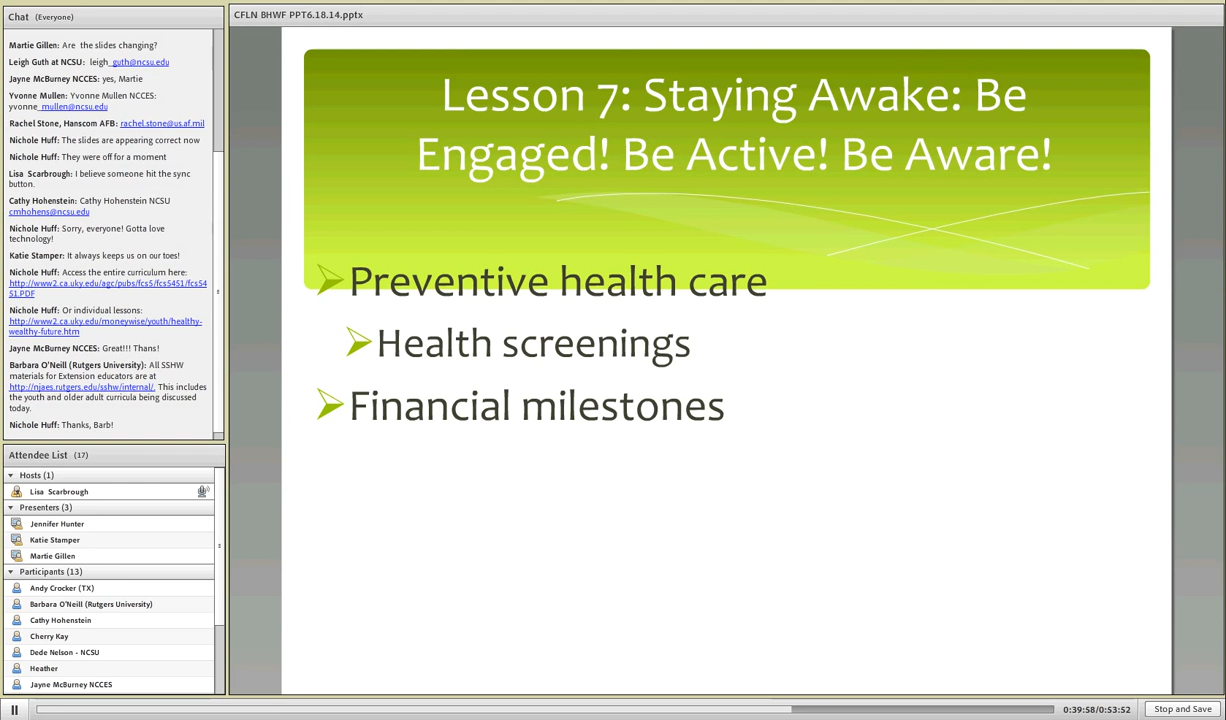 Chat (Everyone)
Martie Gillen: Are the slides changing?
Leigh Guth at NCSU: leigh_guth@ncsu.edu
Jayne McBurney NCCES: yes, Martie
Yvonne Mullen: Yvonne Mullen NCCES:
yvonne_mullen@ncsu.edu
Rachel Stone, Hanscom AFB: rachel.stone@us.af.mil
Nichole Huff: The slides are appearing correct now
Nichole Huff: They were off for a moment
Lisa Scarbrough: I believe someone hit the sync
button.
Cathy Hohenstein: Cathy Hohenstein NCSU
cmhohens@ncsu.edu
Nichole Huff: Sorry, everyone! Gotta love
technology!
Katie Stamper: It always keeps us on our toes!
Nichole Huff: Access the entire curriculum here:
http://www2.ca.uky.edu/agc/pubs/fcs5/fcs5451/fcs54
51.PDF
Nichole Huff: Or individual lessons:
http://www2.ca.uky.edu/moneywise/youth/healthy-
wealthy-future.htm
Jayne McBurney NCCES: Great!!! Thans!
Barbara O'Neill (Rutgers University): All SSHW
materials for Extension educators are at
http://njaes.rutgers.edu/sshw/internal/. This includes
the youth and older adult curricula being discussed
today.
Nichole Huff: Thanks, Barb!
Attendee List (17)
Hosts (1)
Lisa Scarbrough
Presenters (3)
Jennifer Hunter
Katie Stamper
Martie Gillen
Participants (13)
Andy Crocker (TX)
Barbara O'Neill (Rutgers University)
Cathy Hohenstein
Cherry Kay
Dede Nelson - NCSU
Heather
Jayne McBurney NCCES
CFLN BHWF PPT6.18.14.pptx
Lesson 7: Staying Awake: Be
Engaged! Be Active! Be Aware!
Preventive health care
Health screenings
Financial milestones
0:39:58/0:53:52
Stop and Save